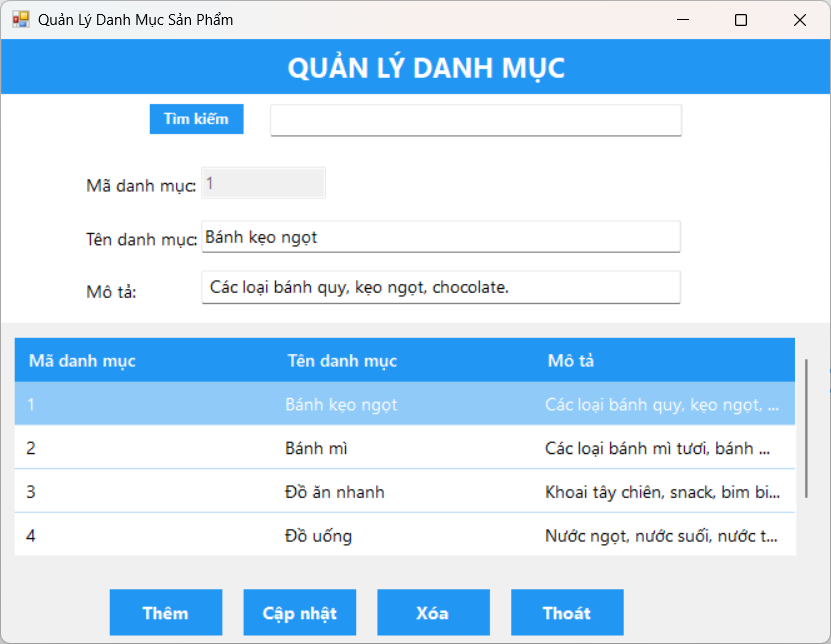 Quản Lý Danh Mục Sản Phẩm
QUẢN LÝ DANH MỤC
Tìm kiếm
Mã danh mục: 1
Tên danh mục: Bánh kẹo ngọt
Mô tả: Các loại bánh quy, kẹo ngọt, chocolate.
Mã danh mục Tên danh mục Mô tả
1 Bánh kẹo ngọt Các loại bánh quy, kẹo ngọt, ...
2 Bánh mì Các loại bánh mì tươi, bánh ...
3 Đồ ăn nhanh Khoai tây chiên, snack, bim bi...
4 Đồ uống Nước ngọt, nước suối, nước t...
Thêm Cập nhật Xóa Thoát